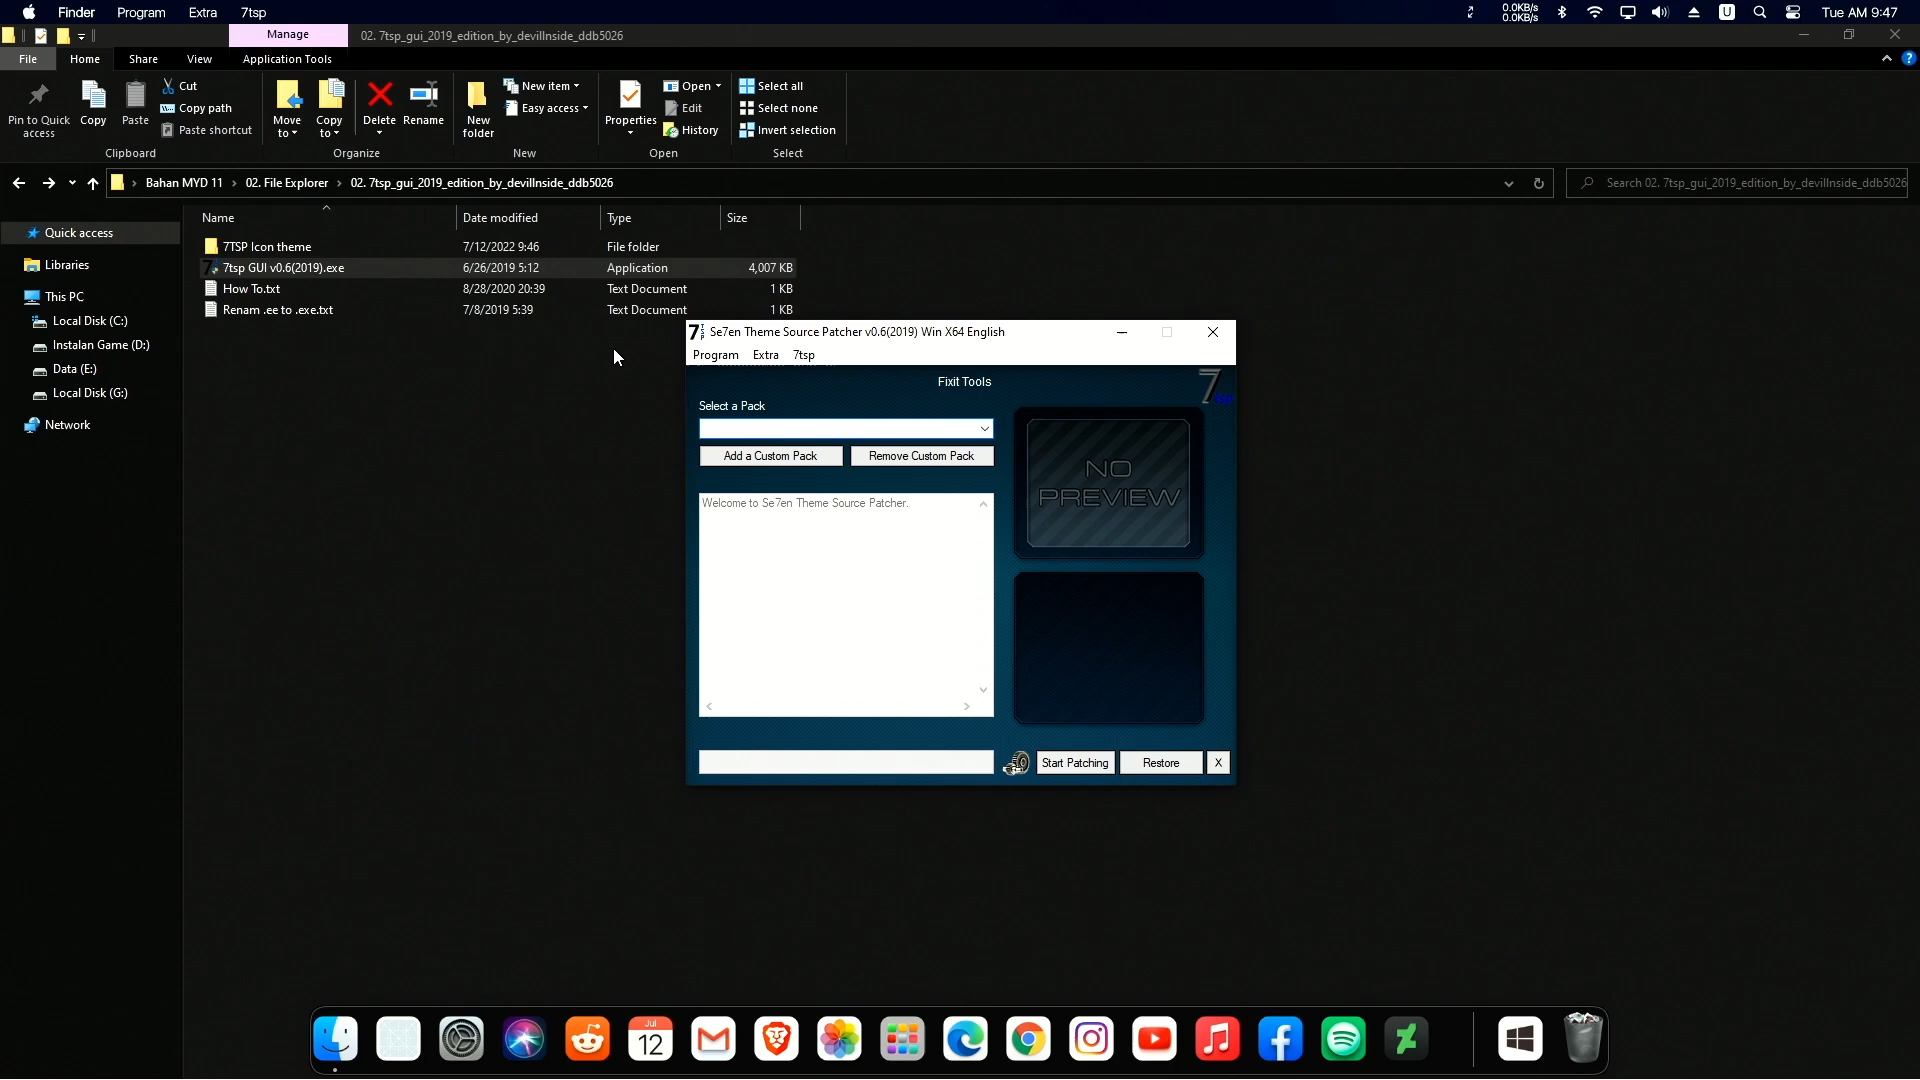 Finder Program Extra 7tsp
0.0KB/s
0.0KB/s
U
Tue AM 9:47
Manage
02. 7tsp_gui_2019_edition_by_devillnside_ddb5026
File Home Share View Application Tools
Pin to Quick access
Copy
Paste
Cut
Copy path
Paste shortcut
Clipboard
Move to
Copy to
Delete
Rename
Organize
New folder
New item
Easy access
New
Properties
Open
Edit
History
Open
Select all
Select none
Invert selection
Select
Bahan MYD 11 › 02. File Explorer › 02. 7tsp_gui_2019_edition_by_devillnside_ddb5026
Search 02. 7tsp_gui_2019_edition_by_devillnside_ddb5026
Name Date modified Type Size
7TSP Icon theme 7/12/2022 9:46 File folder
7tsp GUI v0.6(2019).exe 6/26/2019 5:12 Application 4,007 KB
How To.txt 8/28/2020 20:39 Text Document 1 KB
Renam .ee to .exe.txt 7/8/2019 5:39 Text Document 1 KB
Quick access
Libraries
This PC
Local Disk (C:)
Instalan Game (D:)
Data (E:)
Local Disk (G:)
Network
Se7en Theme Source Patcher v0.6(2019) Win X64 English
Program Extra 7tsp
Fixit Tools
7tsp
Select a Pack
Add a Custom Pack
Remove Custom Pack
NO
PREVIEW
Welcome to Se7en Theme Source Patcher.
Start Patching
Restore
X
Jul
12